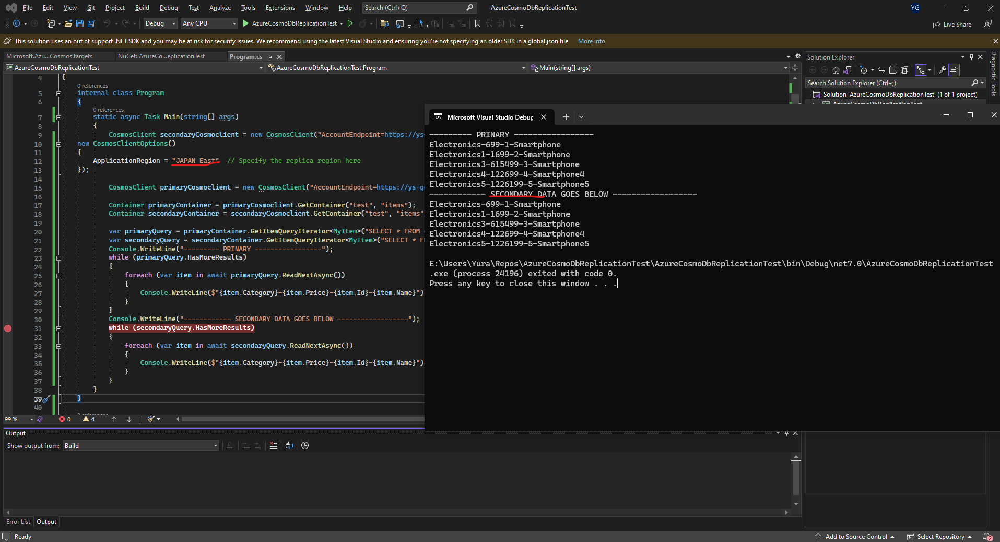 File Edit View Git Project Build Debug Test Analyze Tools Extensions Window Help Search (Ctrl+Q) AzureCosmoDbReplicationTest YG
Debug Any CPU AzureCosmoDbReplicationTest Live Share
This solution uses an out of support .NET SDK and you may be at risk for security issues. We recommend using the latest Visual Studio and ensuring you're not specifying an older SDK in a global.json file More info
Microsoft.Azu...Cosmos.targets NuGet: AzureCo...eplicationTest Program.cs
AzureCosmoDbReplicationTest AzureCosmoDbReplicationTest.Program Main(string[] args)
4 {
0 references
5 internal class Program
6 {
0 references
7 static async Task Main(string[] args)
8 {
9 CosmosClient secondaryCosmoclient = new CosmosClient("AccountEndpoint=https://ys-
10 new CosmosClientOptions()
11 {
12 ApplicationRegion = "JAPAN East" // Specify the replica region here
13 });
14
15 CosmosClient primaryCosmoclient = new CosmosClient("AccountEndpoint=https://ys-g
16
17 Container primaryContainer = primaryCosmoclient.GetContainer("test", "items");
18 Container secondaryContainer = secondaryCosmoclient.GetContainer("test", "items"
19
20 var primaryQuery = primaryContainer.GetItemQueryIterator<MyItem>("SELECT * FROM
21 var secondaryQuery = secondaryContainer.GetItemQueryIterator<MyItem>("SELECT * F
22 Console.WriteLine("--------- PRINARY -----------------");
23 while (primaryQuery.HasMoreResults)
24 {
25 foreach (var item in await primaryQuery.ReadNextAsync())
26 {
27 Console.WriteLine($"{item.Category}-{item.Price}-{item.Id}-{item.Name}")
28 }
29 }
30 Console.WriteLine("------------ SECONDARY DATA GOES BELOW ------------------");
31 while (secondaryQuery.HasMoreResults)
32 {
33 foreach (var item in await secondaryQuery.ReadNextAsync())
34 {
35 Console.WriteLine($"{item.Category}-{item.Price}-{item.Id}-{item.Name}")
36 }
37 }
38 }
39 }
40
99 % 0 4
Output
Show output from: Build
Error List Output
Ready Add to Source Control Select Repository 2
Solution Explorer
Search Solution Explorer (Ctrl+;)
Solution 'AzureCosmoDbReplicationTest' (1 of 1 project)
AzureCosmoDbReplicationTest
Diagnostic Tools
Microsoft Visual Studio Debug
--------- PRINARY -----------------
Electronics-699-1-Smartphone
Electronics1-1699-2-Smartphone
Electronics3-615499-3-Smartphone
Electronics4-122699-4-Smartphone4
Electronics5-1226199-5-Smartphone5
------------ SECONDARY DATA GOES BELOW ------------------
Electronics-699-1-Smartphone
Electronics1-1699-2-Smartphone
Electronics3-615499-3-Smartphone
Electronics4-122699-4-Smartphone4
Electronics5-1226199-5-Smartphone5
E:\Users\Yura\Repos\AzureCosmoDbReplicationTest\AzureCosmoDbReplicationTest\bin\Debug\net7.0\AzureCosmoDbReplicationTest
.exe (process 24196) exited with code 0.
Press any key to close this window . . .